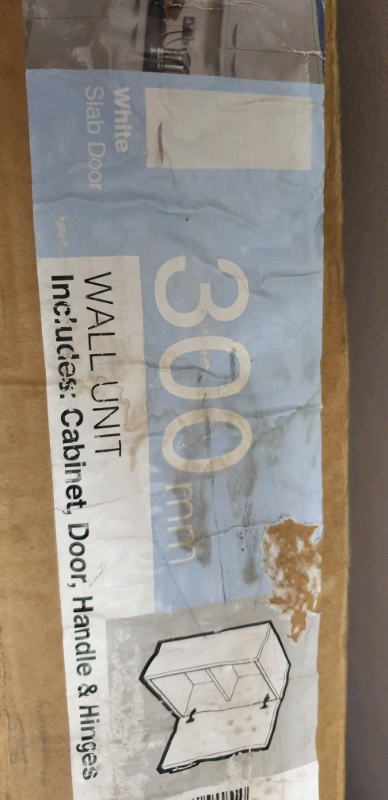 White
Slab Door
300mm
WALL UNIT
Includes: Cabinet, Door, Handle & Hinges